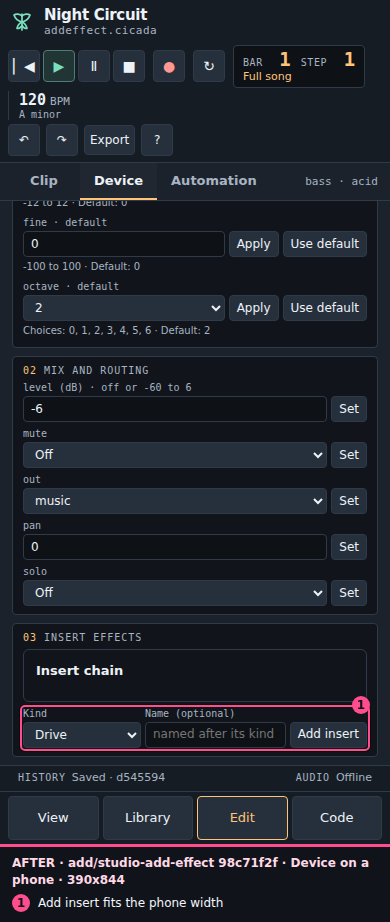 Night Circuit
addeffect.cicada
BAR 1 STEP 1
Full song
120 BPM
A minor
Export ?
Clip Device Automation bass · acid
-12 to 12 · Default: 0
fine · default
0 Apply Use default
-100 to 100 · Default: 0
octave · default
2 Apply Use default
Choices: 0, 1, 2, 3, 4, 5, 6 · Default: 2
02 MIX AND ROUTING
level (dB) · off or -60 to 6
-6 Set
mute
Off Set
out
music Set
pan
0 Set
solo
Off Set
03 INSERT EFFECTS
Insert chain
1
Kind Name (optional)
Drive named after its kind Add insert
HISTORY Saved · d545594 AUDIO Offline
View Library Edit Code
AFTER · add/studio-add-effect 98c71f2f · Device on a
phone · 390x844
1 Add insert fits the phone width